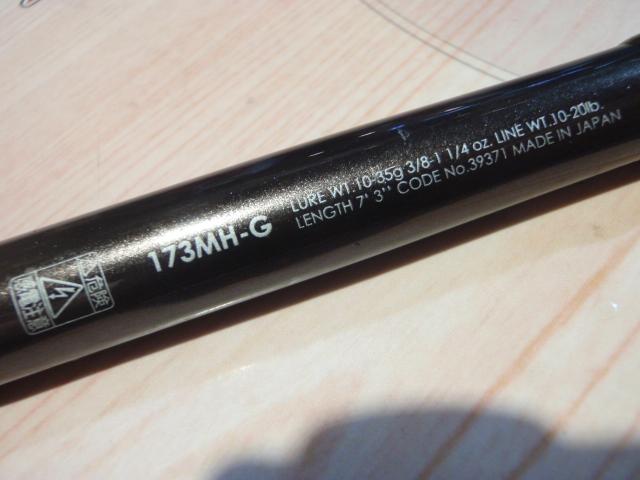 LURE WT.10-35g 3/8-1 1/4 oz. LINE WT.10-20lb.
173MH-G LENGTH 7' 3'' CODE No.39371 MADE IN JAPAN
危険
感電注意